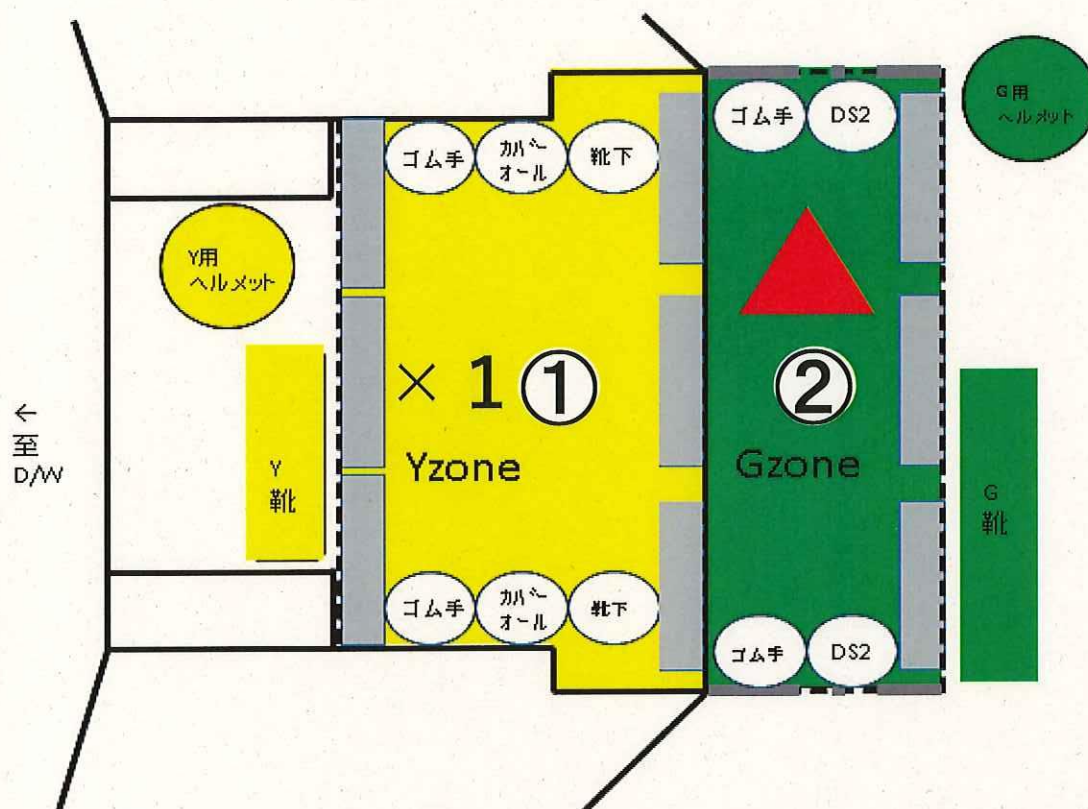 ゴム手
カバー
オール
靴下
ゴム手
DS2
G用
ヘルメット
Y用
ヘルメット
×1①
②
←
至
D/W
Yzone
Gzone
Y
靴
G
靴
ゴム手
カバー
オール
靴下
ゴム手
DS2